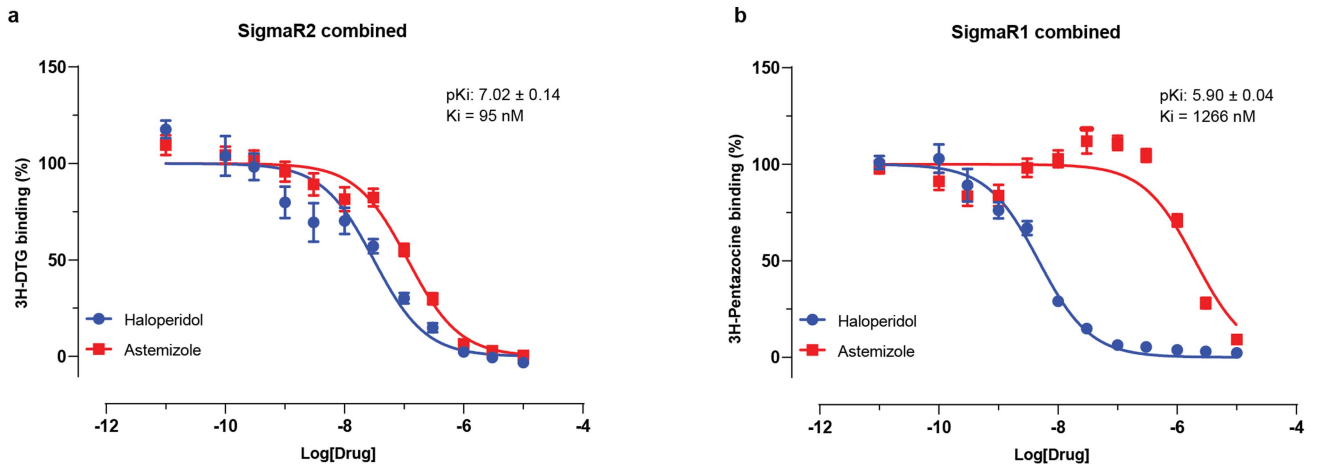 a
SigmaR2 combined
150
100
50
0
3H-DTG binding (%)
pKi: 7.02 ± 0.14
Ki = 95 nM
Haloperidol
Astemizole
-12
-10
-8
-6
-4
Log[Drug]
b
SigmaR1 combined
150
100
50
0
3H-Pentazocine binding (%)
pKi: 5.90 ± 0.04
Ki = 1266 nM
Haloperidol
Astemizole
-12
-10
-8
-6
-4
Log[Drug]